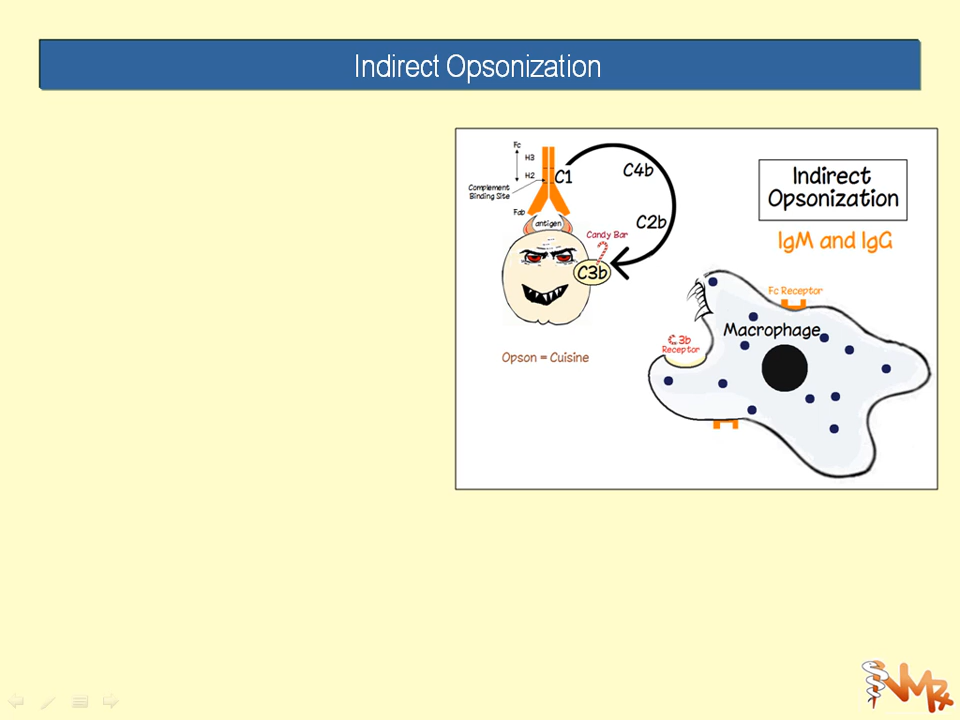 Indirect Opsonization
Fc
H3
H2
C1
Complement
Binding Site
Fab
antigen
C4b
C2b
Candy Bar
C3b
Indirect
Opsonization
IgM and IgG
Fc Receptor
Macrophage
C3b
Receptor
Opson = Cuisine
VMRx